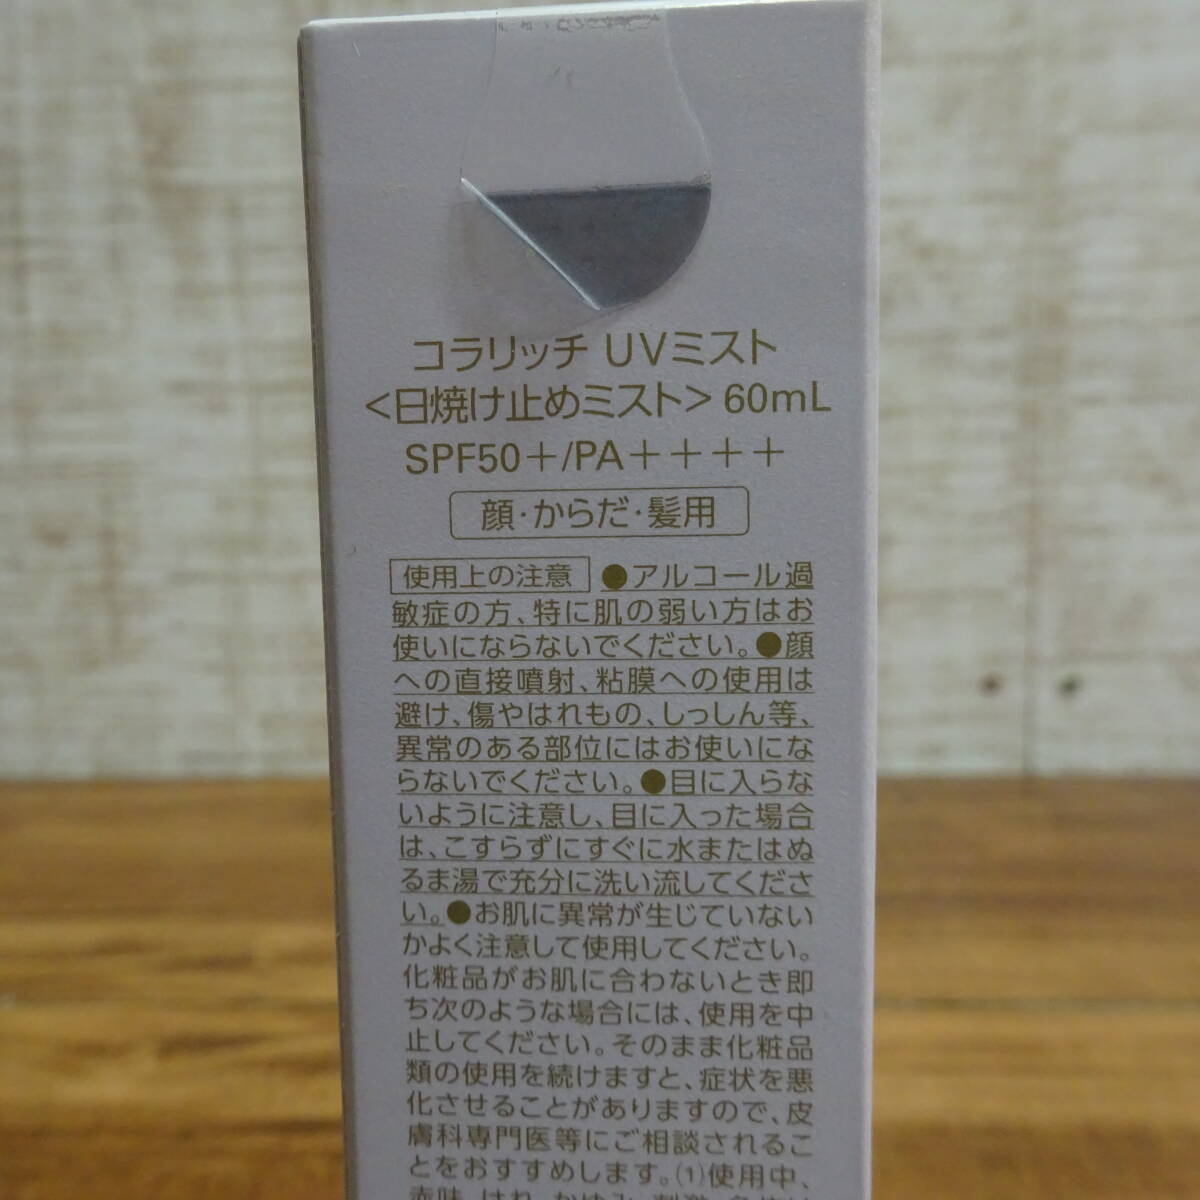 コラリッチ UVミスト
<日焼け止めミスト> 60mL
SPF50+/PA++++
顔・からだ・髪用
使用上の注意 ●アルコール過
敏症の方、特に肌の弱い方はお
使いにならないでください。●顔
への直接噴射、粘膜への使用は
避け、傷やはれもの、しっしん等、
異常のある部位にはお使いにな
らないでください。●目に入らな
いように注意し、目に入った場合
は、こすらずにすぐに水またはぬ
るま湯で充分に洗い流してくださ
い。●お肌に異常が生じていない
かよく注意して使用してください。
化粧品がお肌に合わないとき即
ち次のような場合には、使用を中
止してください。そのまま化粧品
類の使用を続けますと、症状を悪
化させることがありますので、皮
膚科専門医等にご相談されるこ
とをおすすめします。(1)使用中、
赤味、はれ、かゆみ、刺激、